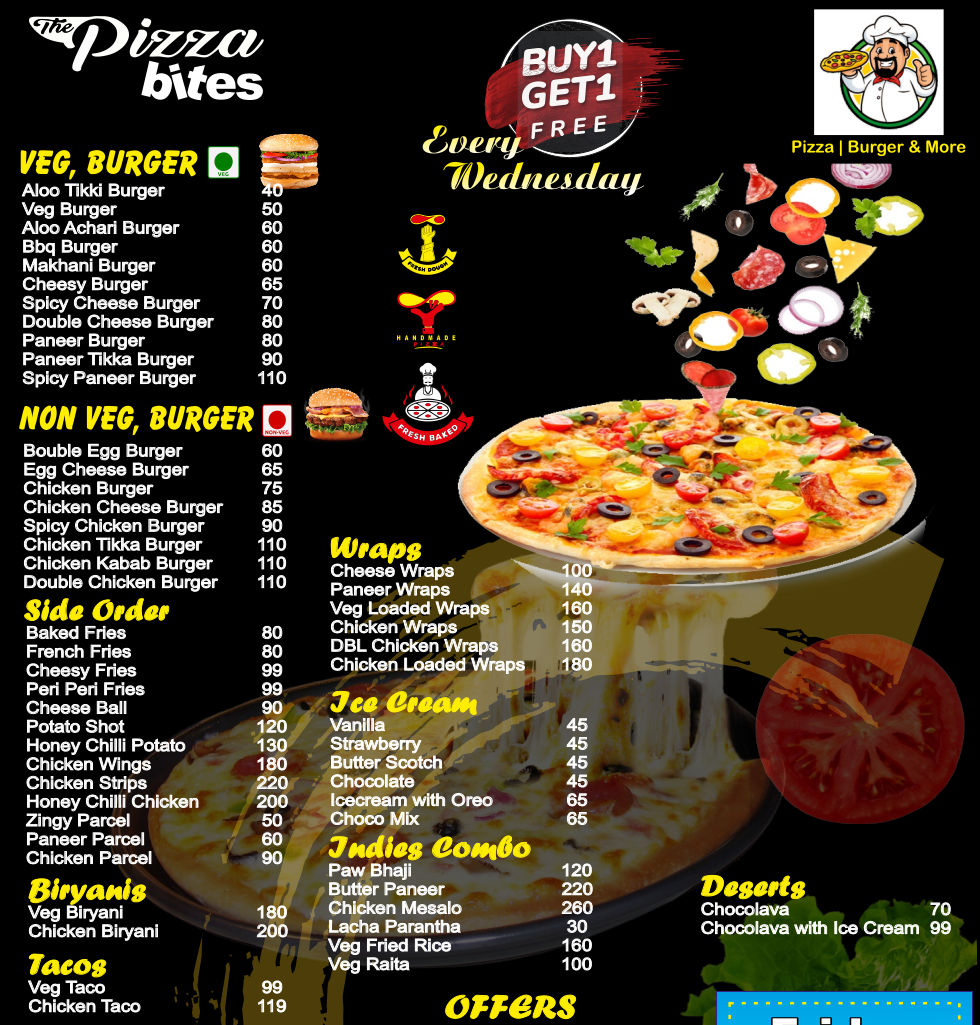 The Pizza
bites
BUY1
GET1
FREE
Every
Wednesday
Pizza | Burger & More
VEG, BURGER
VEG
Aloo Tikki Burger 40
Veg Burger 50
Aloo Achari Burger 60
Bbq Burger 60
Makhani Burger 60
Cheesy Burger 65
Spicy Cheese Burger 70
Double Cheese Burger 80
Paneer Burger 80
Paneer Tikka Burger 90
Spicy Paneer Burger 110
FRESH DOUGH
HANDMADE
PIZZA
FRESH BAKED
NON VEG, BURGER
NON-VEG
Bouble Egg Burger 60
Egg Cheese Burger 65
Chicken Burger 75
Chicken Cheese Burger 85
Spicy Chicken Burger 90
Chicken Tikka Burger 110
Chicken Kabab Burger 110
Double Chicken Burger 110
Side Order
Baked Fries 80
French Fries 80
Cheesy Fries 99
Peri Peri Fries 99
Cheese Ball 90
Potato Shot 120
Honey Chilli Potato 130
Chicken Wings 180
Chicken Strips 220
Honey Chilli Chicken 200
Zingy Parcel 50
Paneer Parcel 60
Chicken Parcel 90
Biryanis
Veg Biryani 180
Chicken Biryani 200
Tacos
Veg Taco 99
Chicken Taco 119
Wraps
Cheese Wraps 100
Paneer Wraps 140
Veg Loaded Wraps 160
Chicken Wraps 150
DBL Chicken Wraps 160
Chicken Loaded Wraps 180
Ice Cream
Vanilla 45
Strawberry 45
Butter Scotch 45
Chocolate 45
Icecream with Oreo 65
Choco Mix 65
Indies Combo
Paw Bhaji 120
Butter Paneer 220
Chicken Mesalo 260
Lacha Parantha 30
Veg Fried Rice 160
Veg Raita 100
Deserts
Chocolava 70
Chocolava with Ice Cream 99
OFFERS